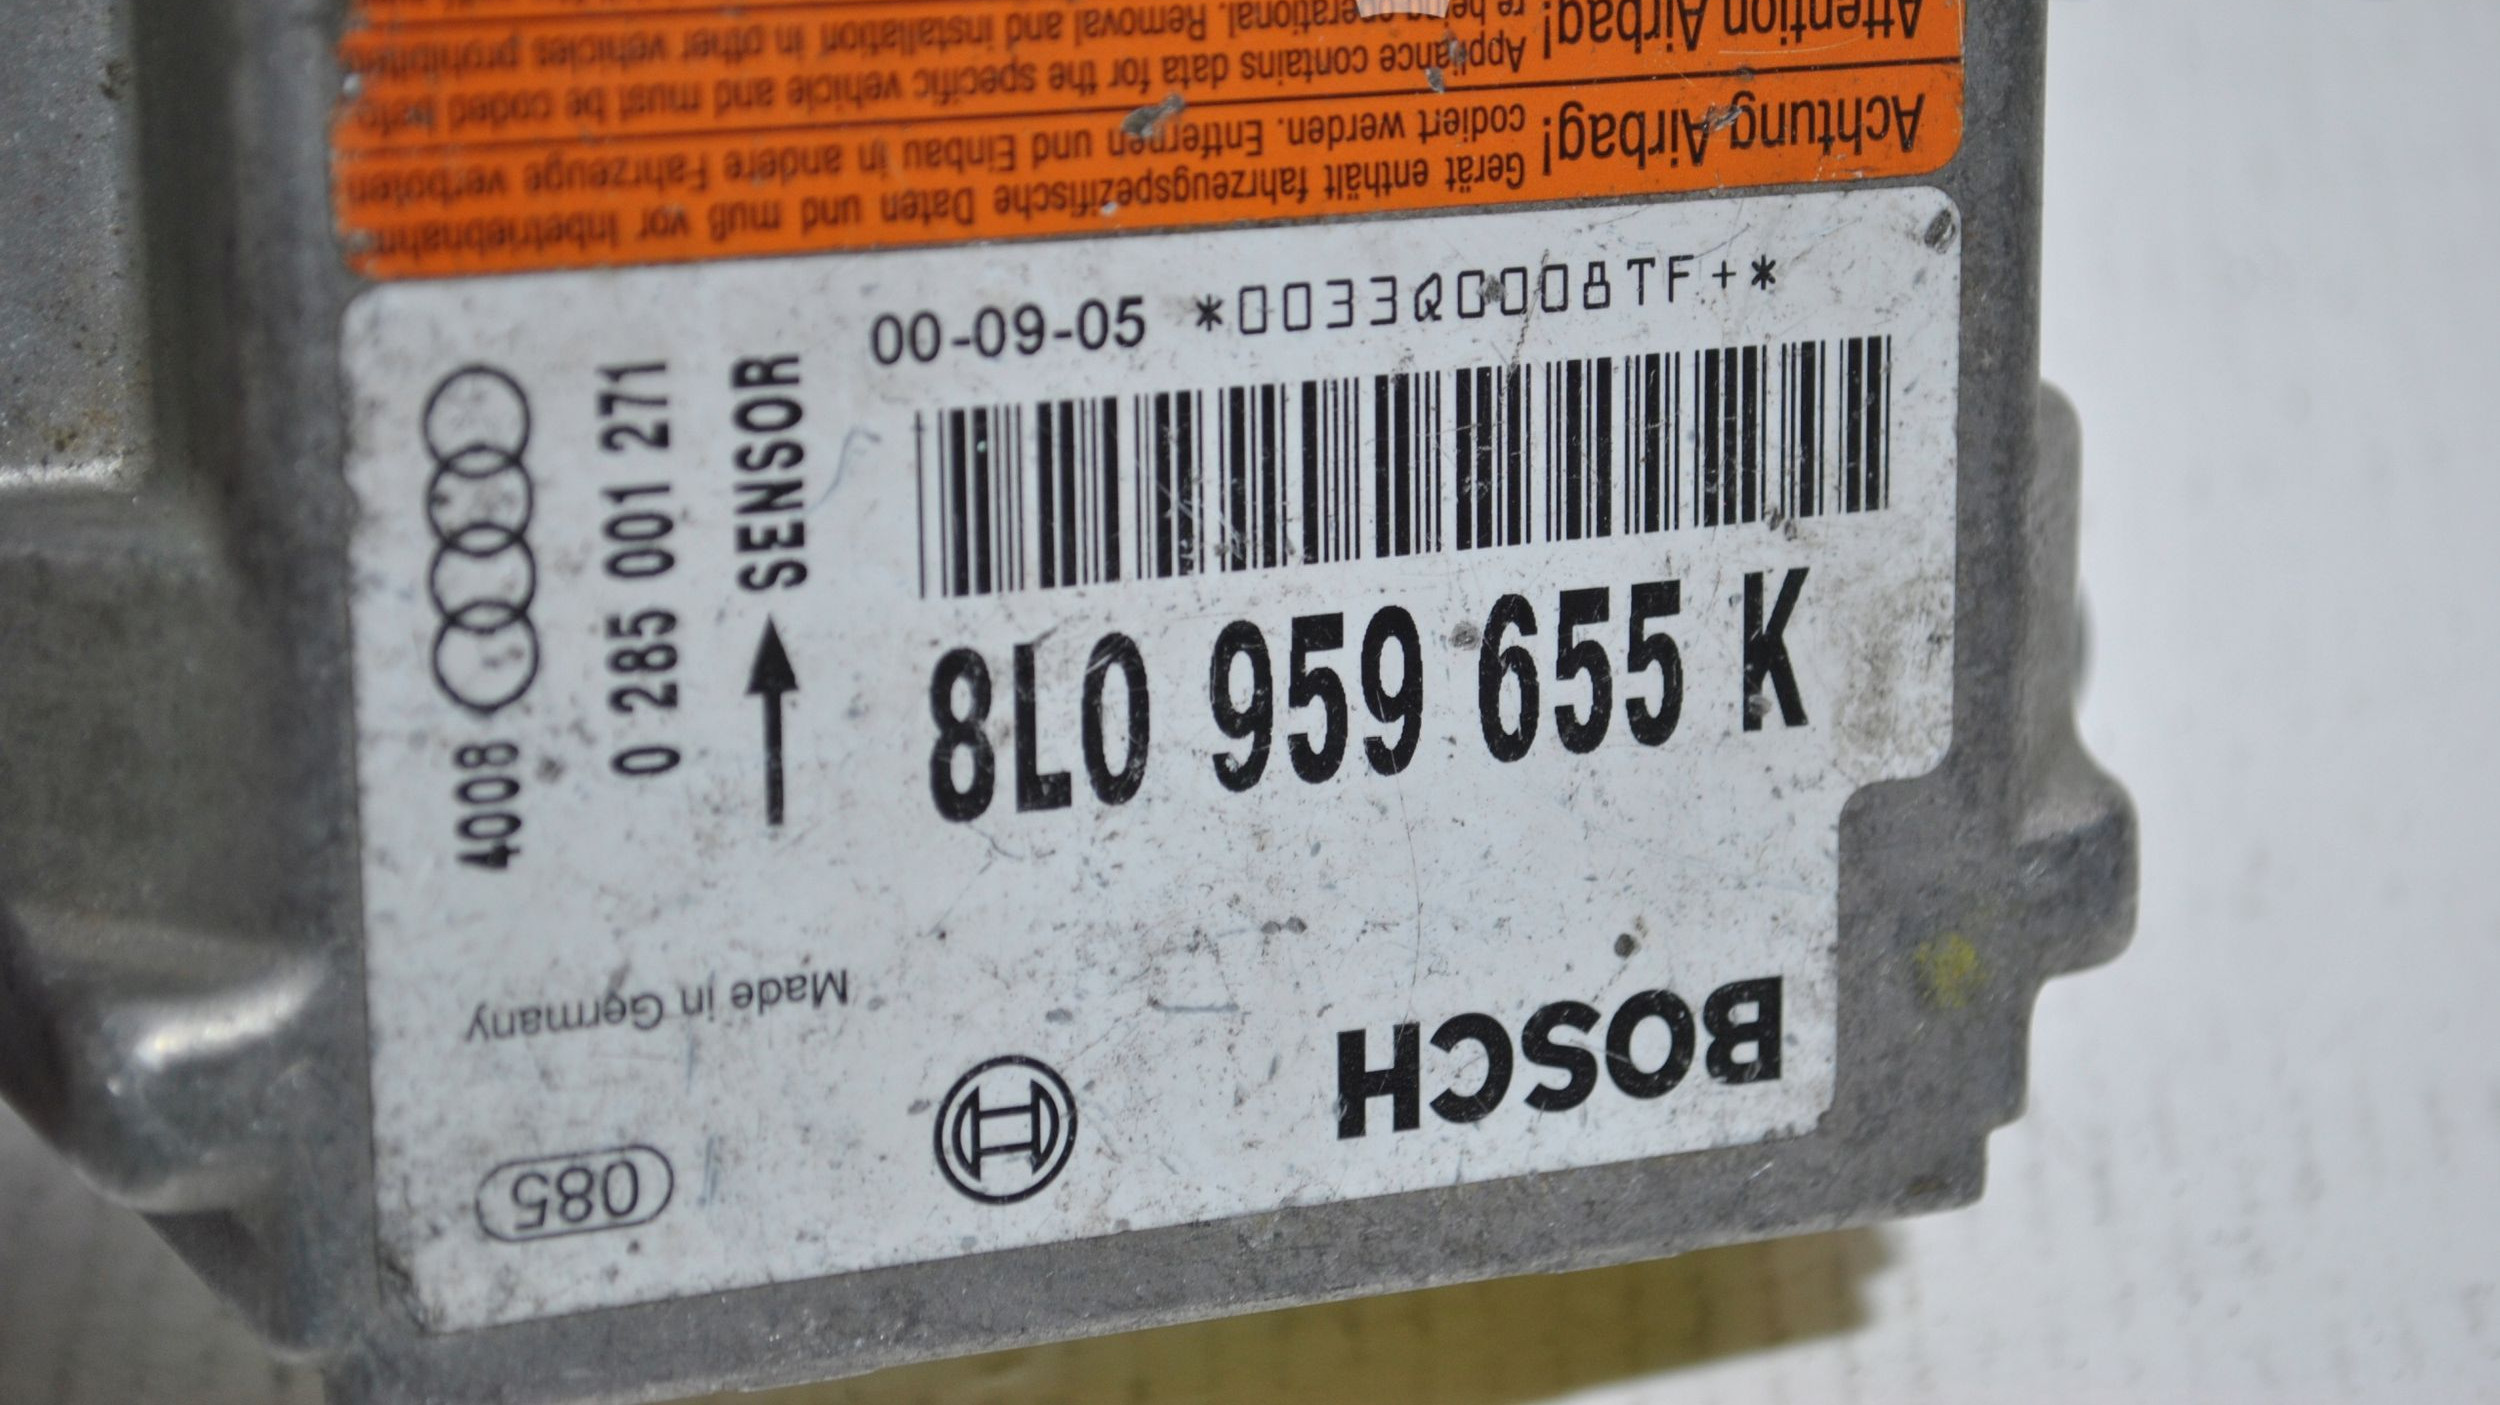 Achtung Airbag!
Gerät enthält fahrzeugspezifische Daten und muß vor Inbetriebnahme
codiert werden. Entfernen und Einbau in andere Fahrzeuge verboten
Attention Airbag!
Appliance contains data for the specific vehicle and must be coded
operational. Removal and installation in other vehicles prohibited
00-09-05 *0033Q0008TF+*
8L0 959 655 K
4008
0 285 001 271
SENSOR
Made in Germany
BOSCH
085